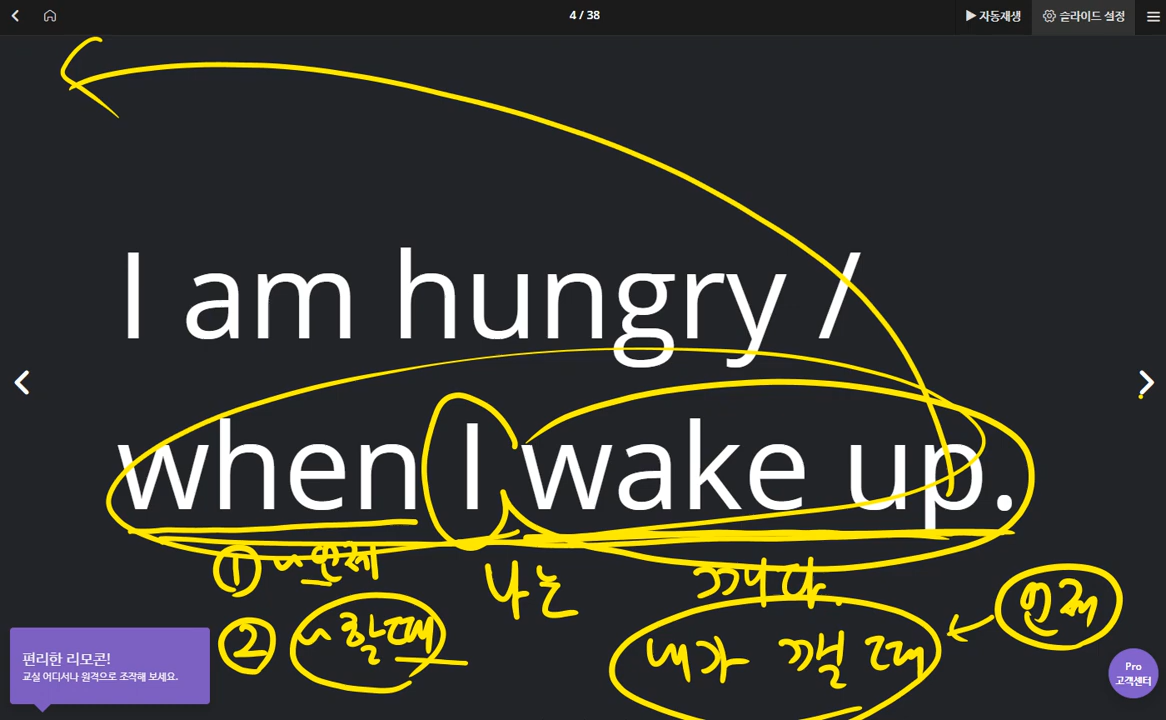 4 / 38
자동재생
슬라이드 설정
I am hungry /
when I wake up.
① ~언제
나는
깨다.
언제
② ~할때
내가 깰 때
편리한 리모콘!
교실 어디서나 원격으로 조작해 보세요.
Pro
고객센터